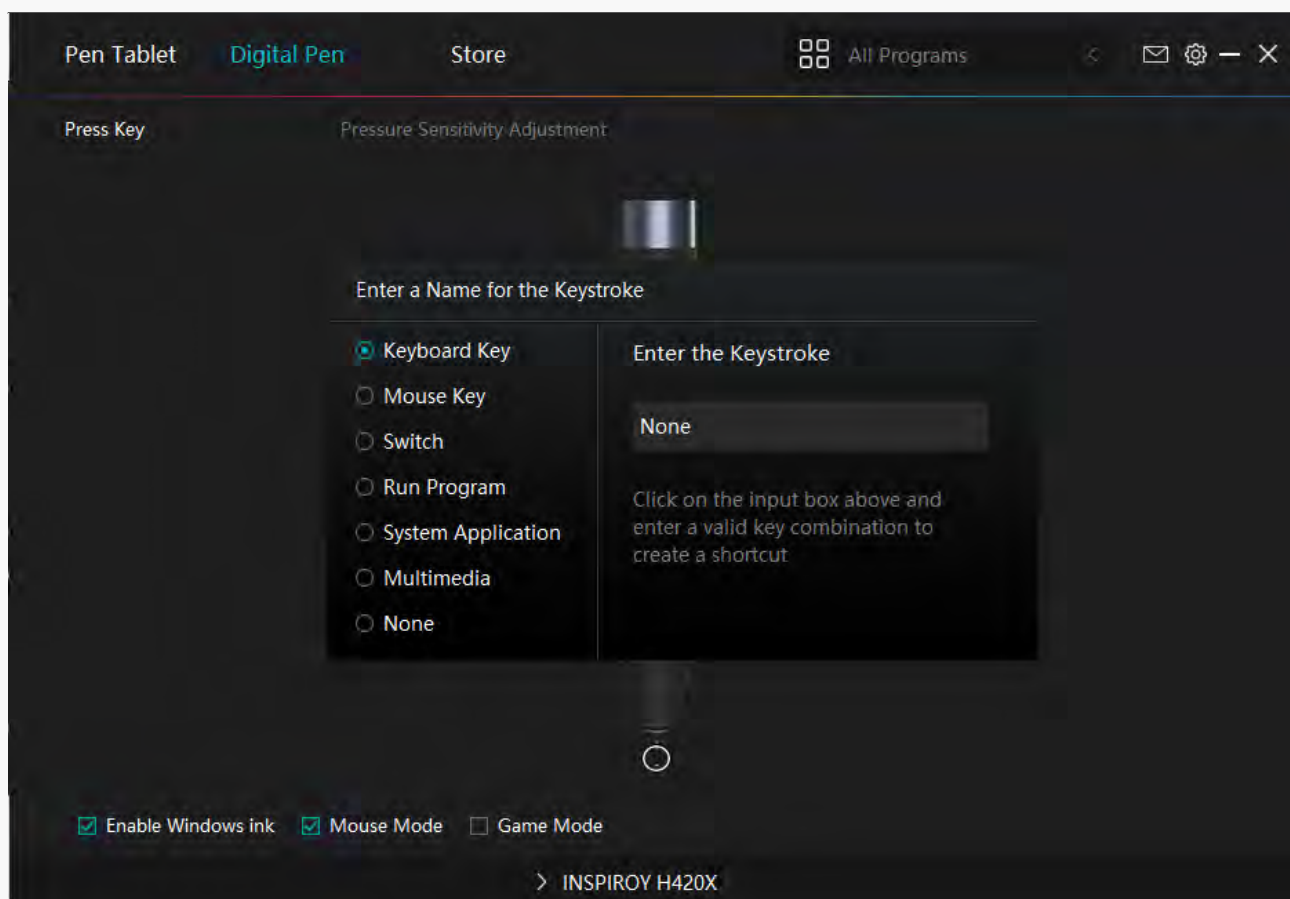 Pen Tablet Digital Pen Store All Programs
Press Key Pressure Sensitivity Adjustment
Enter a Name for the Keystroke
Keyboard Key
Mouse Key
Switch
Run Program
System Application
Multimedia
None
Enter the Keystroke
None
Click on the input box above and
enter a valid key combination to
create a shortcut
Enable Windows ink Mouse Mode Game Mode
INSPIROY H420X